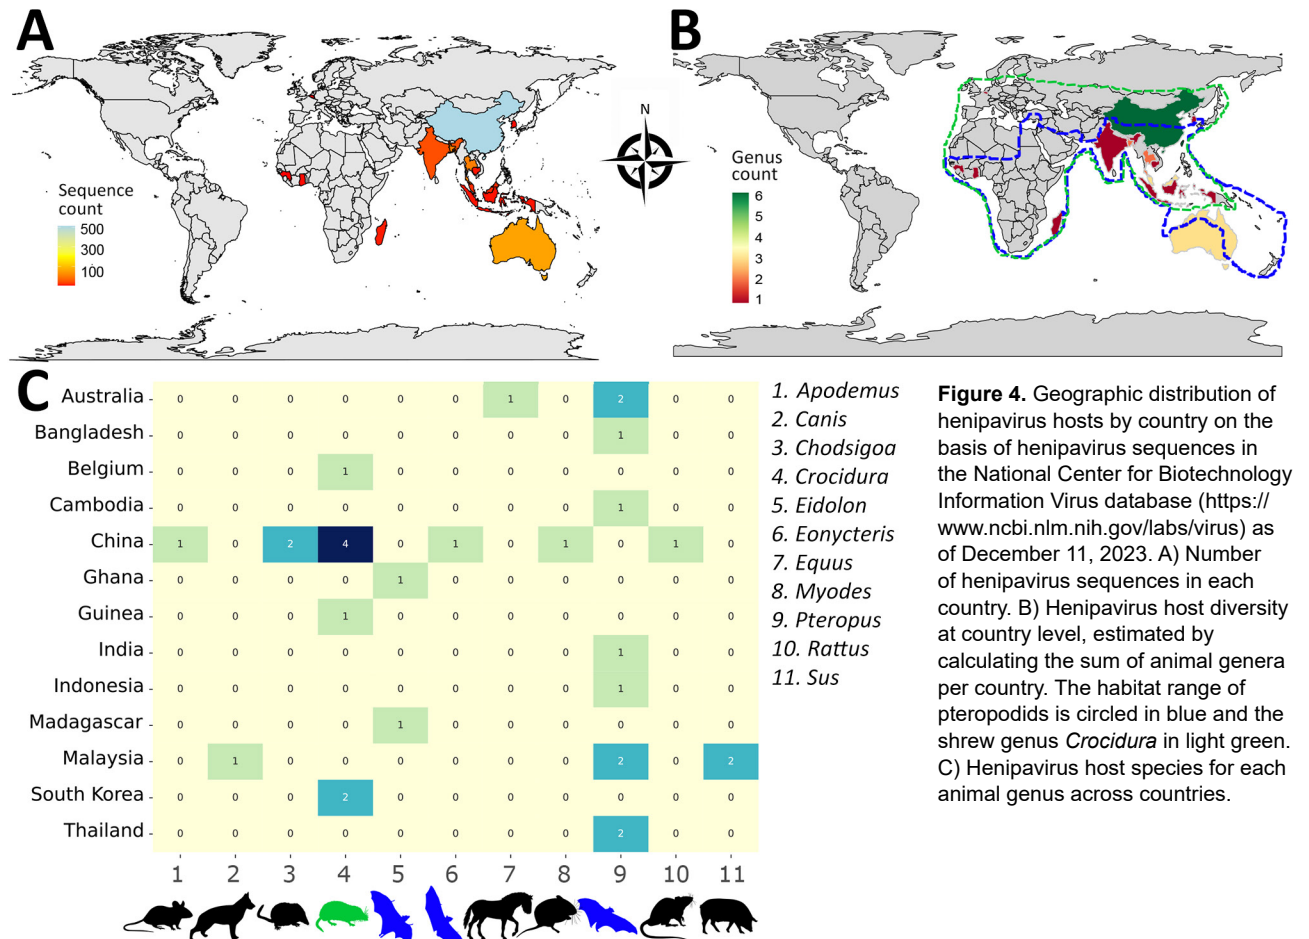 A
B
N
Sequence
count
500
300
100
Genus
count
6
5
4
3
2
1
C
Australia 0 0 0 0 0 0 1 0 2 0 0
Bangladesh 0 0 0 0 0 0 0 0 1 0 0
Belgium 0 0 0 1 0 0 0 0 0 0 0
Cambodia 0 0 0 0 0 0 0 0 1 0 0
China 1 0 2 4 0 1 0 1 0 1 0
Ghana 0 0 0 0 1 0 0 0 0 0 0
Guinea 0 0 0 1 0 0 0 0 0 0 0
India 0 0 0 0 0 0 0 0 1 0 0
Indonesia 0 0 0 0 0 0 0 0 1 0 0
Madagascar 0 0 0 0 1 0 0 0 0 0 0
Malaysia 0 1 0 0 0 0 0 0 2 0 2
South Korea 0 0 0 2 0 0 0 0 0 0 0
Thailand 0 0 0 0 0 0 0 0 2 0 0
1 2 3 4 5 6 7 8 9 10 11
1. Apodemus
2. Canis
3. Chodsigoa
4. Crocidura
5. Eidolon
6. Eonycteris
7. Equus
8. Myodes
9. Pteropus
10. Rattus
11. Sus
Figure 4. Geographic distribution of
henipavirus hosts by country on the
basis of henipavirus sequences in
the National Center for Biotechnology
Information Virus database (https://
www.ncbi.nlm.nih.gov/labs/virus) as
of December 11, 2023. A) Number
of henipavirus sequences in each
country. B) Henipavirus host diversity
at country level, estimated by
calculating the sum of animal genera
per country. The habitat range of
pteropodids is circled in blue and the
shrew genus Crocidura in light green.
C) Henipavirus host species for each
animal genus across countries.